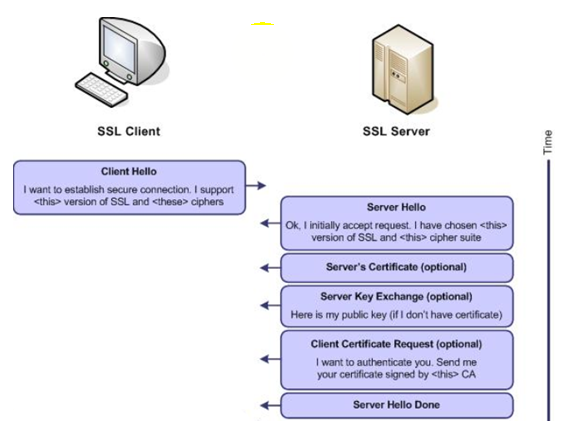 SSL Client
SSL Server
Time
Client Hello
I want to establish secure connection. I support
<this> version of SSL and <these> ciphers
Server Hello
Ok, I initially accept request. I have chosen <this>
version of SSL and <this> cipher suite
Server's Certificate (optional)
Server Key Exchange (optional)
Here is my public key (if I don't have certificate)
Client Certificate Request (optional)
I want to authenticate you. Send me
your certificate signed by <this> CA
Server Hello Done